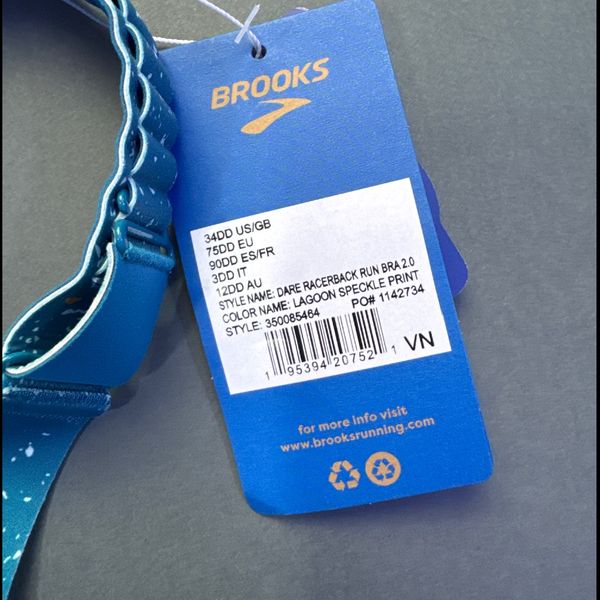 BROOKS
34DD US/GB
75DD EU
90DD ES/FR
3DD IT
12DD AU
STYLE NAME: DARE RACERBACK RUN BRA 2.0
COLOR NAME: LAGOON SPECKLE PRINT
STYLE: 350085464 PO# 1142734
1 95394 20752 1 VN
for more info visit
www.brooksrunning.com